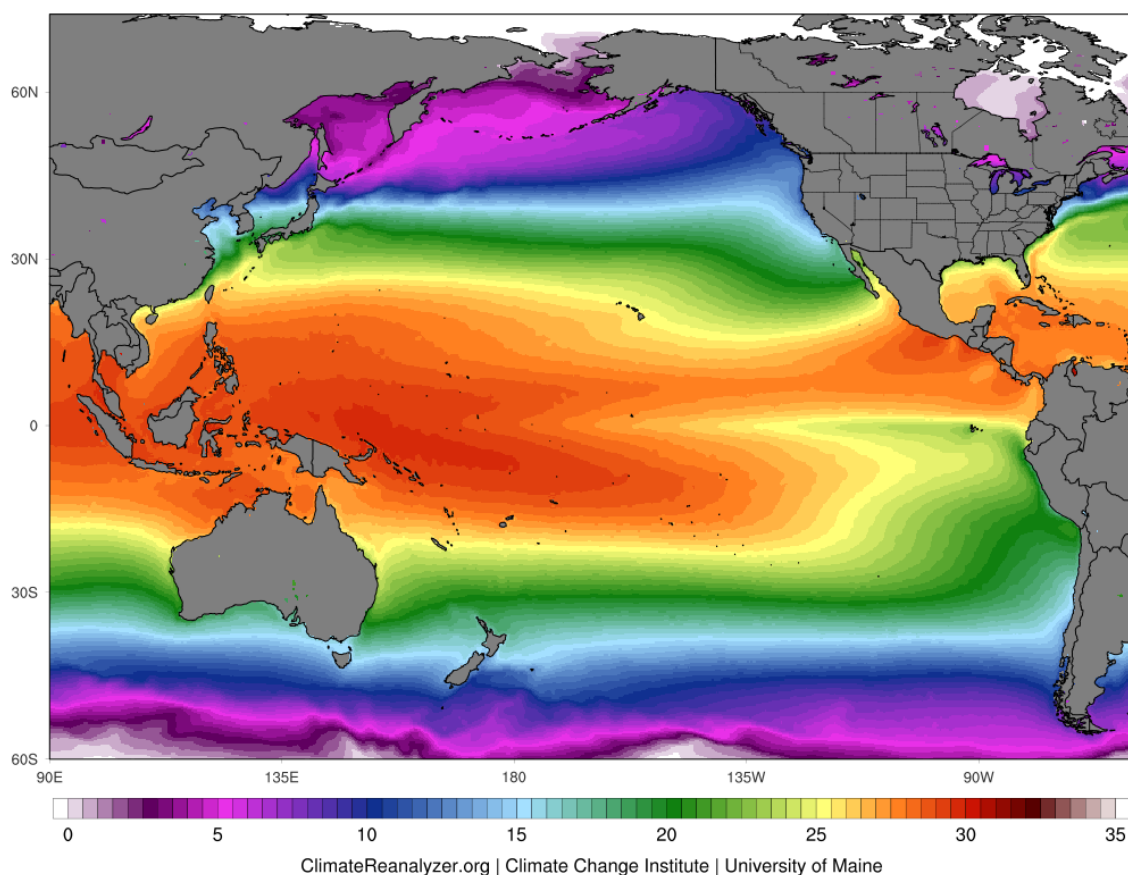 60N
30N
0
30S
60S
90E 135E 180 135W 90W
0 5 10 15 20 25 30 35
ClimateReanalyzer.org | Climate Change Institute | University of Maine